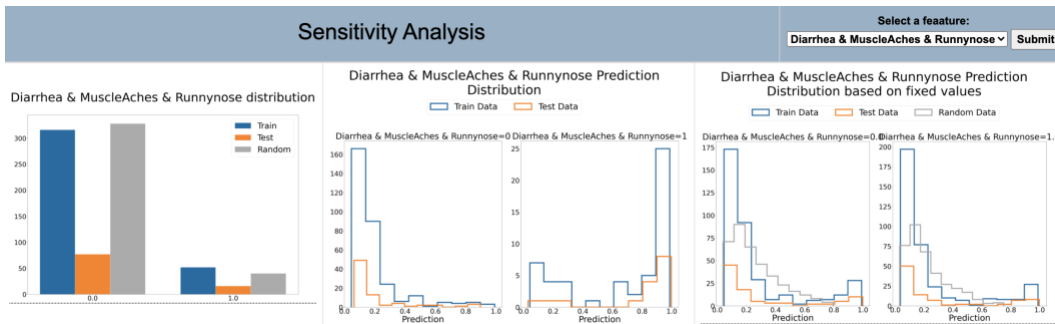 Sensitivity Analysis
Select a feaature:
Diarrhea & MuscleAches & Runnynose
Submit
Diarrhea & MuscleAches & Runnynose distribution
Train
Test
Random
300
250
200
150
100
50
0
0.0
1.0
Diarrhea & MuscleAches & Runnynose Prediction
Distribution
Train Data
Test Data
Diarrhea & MuscleAches & Runnynose=0
Diarrhea & MuscleAches & Runnynose=1
160
140
120
100
80
60
40
20
0
0.0 0.2 0.4 0.6 0.8 1.0
Prediction
25
20
15
10
5
0
0.0 0.2 0.4 0.6 0.8 1.0
Prediction
Diarrhea & MuscleAches & Runnynose Prediction
Distribution based on fixed values
Train Data
Test Data
Random Data
Diarrhea & MuscleAches & Runnynose=0.0
Diarrhea & MuscleAches & Runnynose=1.
175
150
125
100
75
50
25
0
0.0 0.2 0.4 0.6 0.8 1.0
Prediction
200
175
150
125
100
75
50
25
0
0.0 0.2 0.4 0.6 0.8 1.0
Prediction